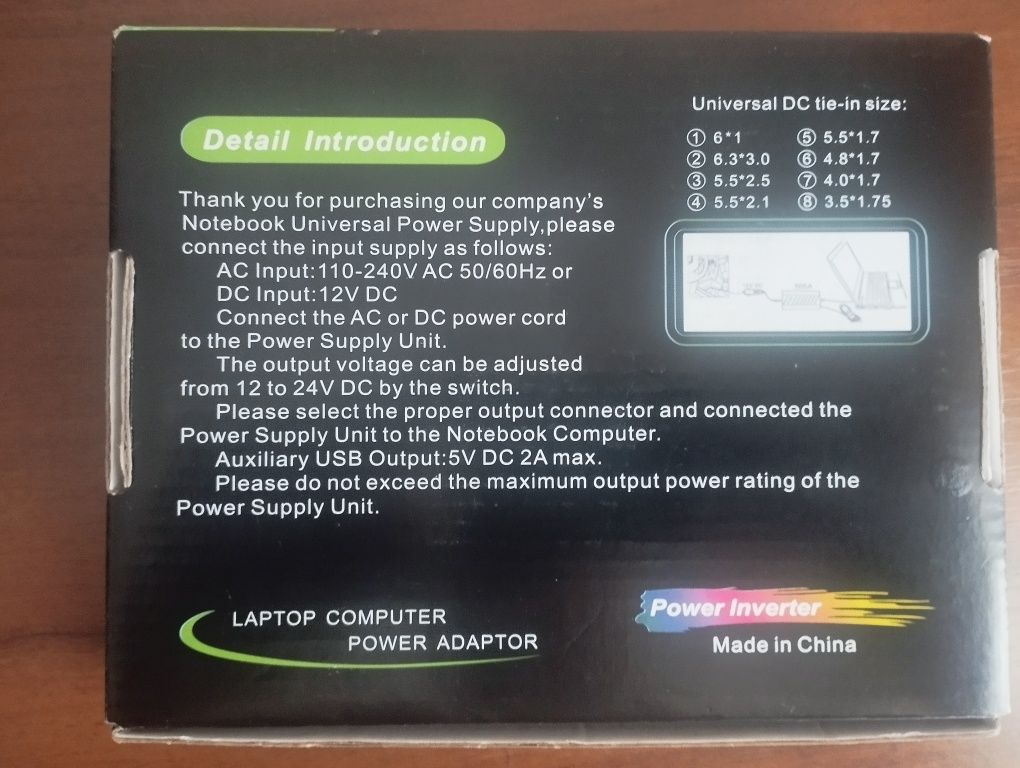 Universal DC tie-in size:
① 6*1 ⑤ 5.5*1.7
② 6.3*3.0 ⑥ 4.8*1.7
③ 5.5*2.5 ⑦ 4.0*1.7
④ 5.5*2.1 ⑧ 3.5*1.75
Detail Introduction
Thank you for purchasing our company's
Notebook Universal Power Supply,please
connect the input supply as follows:
AC Input:110-240V AC 50/60Hz or
DC Input:12V DC
Connect the AC or DC power cord
to the Power Supply Unit.
The output voltage can be adjusted
from 12 to 24V DC by the switch.
Please select the proper output connector and connected the
Power Supply Unit to the Notebook Computer.
Auxiliary USB Output:5V DC 2A max.
Please do not exceed the maximum output power rating of the
Power Supply Unit.
LAPTOP COMPUTER
POWER ADAPTOR
Power Inverter
Made in China